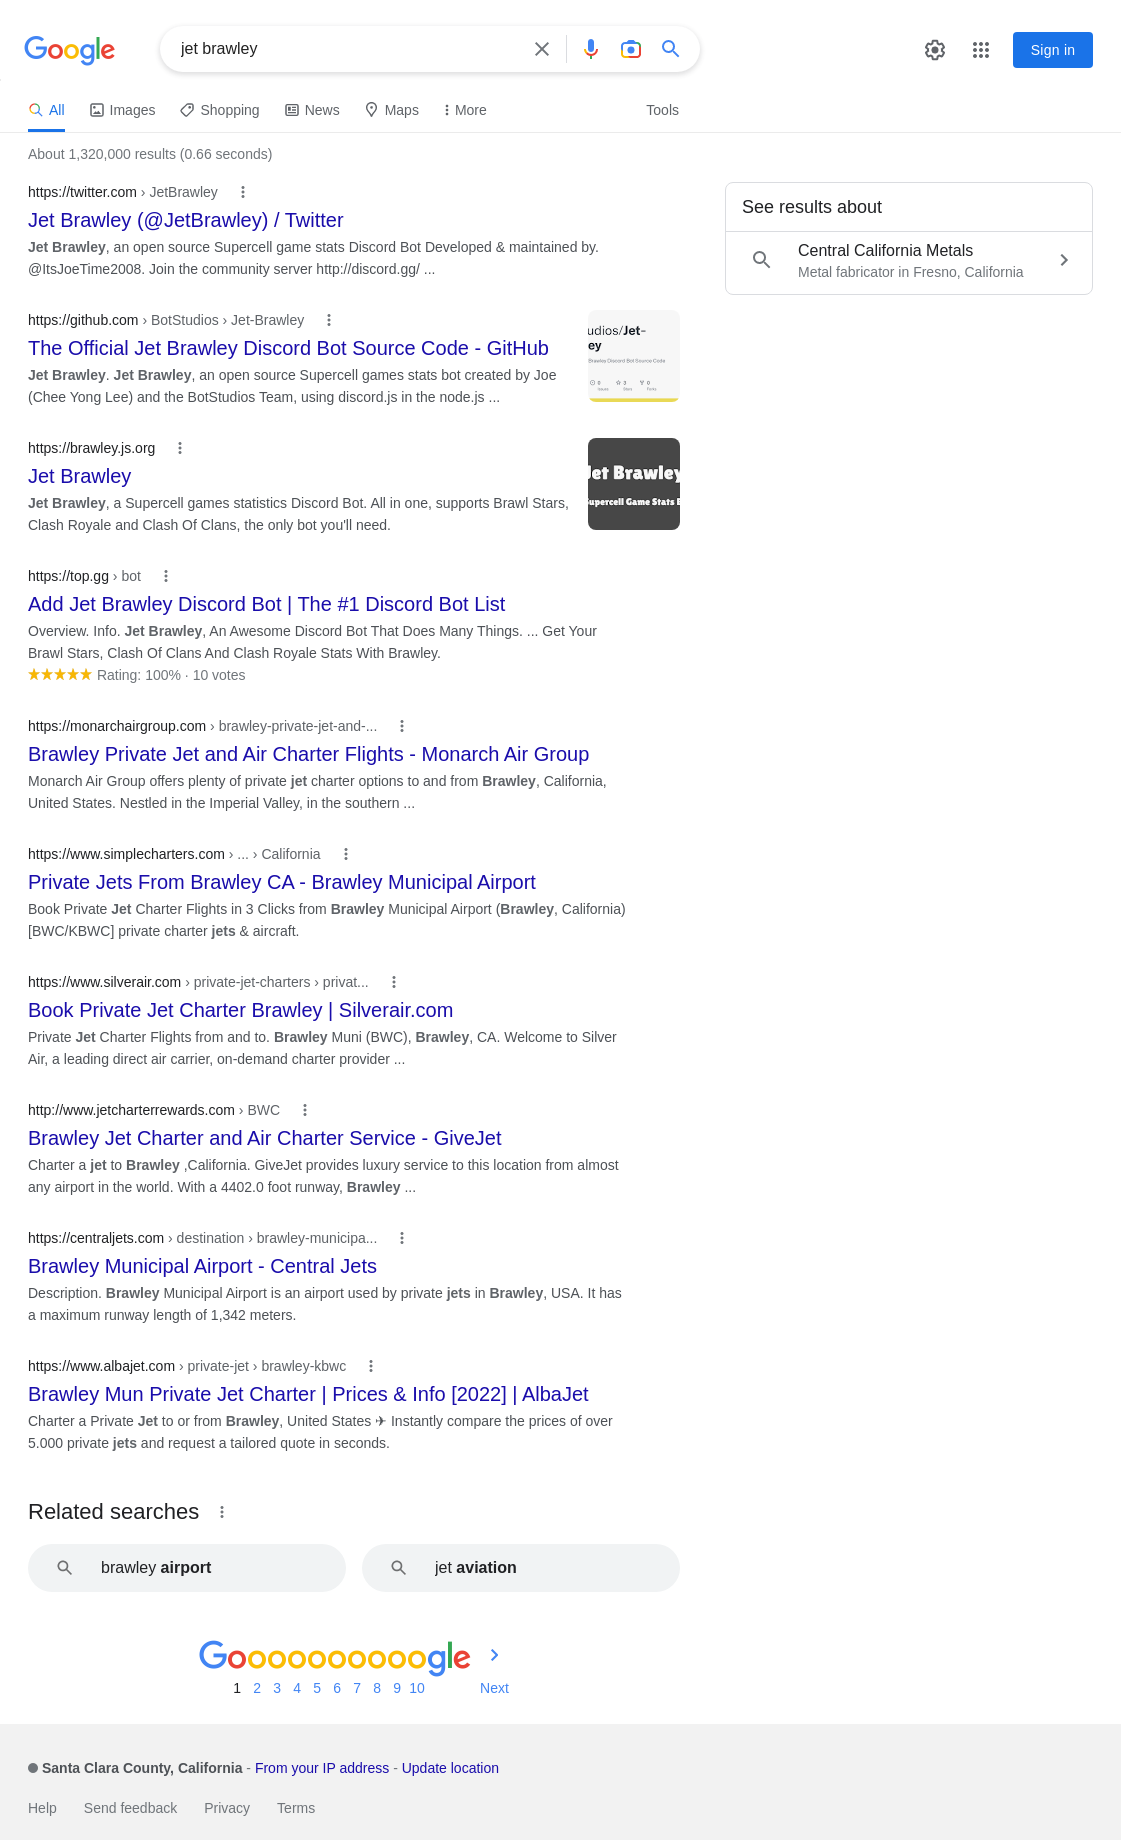 Google
jet brawley
Sign in
All Images Shopping News Maps More Tools
About 1,320,000 results (0.66 seconds)
https://twitter.com › JetBrawley
Jet Brawley (@JetBrawley) / Twitter
Jet Brawley, an open source Supercell game stats Discord Bot Developed & maintained by.
@ItsJoeTime2008. Join the community server http://discord.gg/ ...
See results about
Central California Metals
Metal fabricator in Fresno, California
https://github.com › BotStudios › Jet-Brawley
The Official Jet Brawley Discord Bot Source Code - GitHub
Jet Brawley. Jet Brawley, an open source Supercell games stats bot created by Joe
(Chee Yong Lee) and the BotStudios Team, using discord.js in the node.js ...
udios/Jet-
ey
Brawley Discord Bot Source Code
0 3 0
Issues Stars Forks
https://brawley.js.org
Jet Brawley
Jet Brawley, a Supercell games statistics Discord Bot. All in one, supports Brawl Stars,
Clash Royale and Clash Of Clans, the only bot you'll need.
Jet Brawley
Supercell Game Stats B
https://top.gg › bot
Add Jet Brawley Discord Bot | The #1 Discord Bot List
Overview. Info. Jet Brawley, An Awesome Discord Bot That Does Many Things. ... Get Your
Brawl Stars, Clash Of Clans And Clash Royale Stats With Brawley.
Rating: 100% · 10 votes
https://monarchairgroup.com › brawley-private-jet-and-...
Brawley Private Jet and Air Charter Flights - Monarch Air Group
Monarch Air Group offers plenty of private jet charter options to and from Brawley, California,
United States. Nestled in the Imperial Valley, in the southern ...
https://www.simplecharters.com › ... › California
Private Jets From Brawley CA - Brawley Municipal Airport
Book Private Jet Charter Flights in 3 Clicks from Brawley Municipal Airport (Brawley, California)
[BWC/KBWC] private charter jets & aircraft.
https://www.silverair.com › private-jet-charters › privat...
Book Private Jet Charter Brawley | Silverair.com
Private Jet Charter Flights from and to. Brawley Muni (BWC), Brawley, CA. Welcome to Silver
Air, a leading direct air carrier, on-demand charter provider ...
http://www.jetcharterrewards.com › BWC
Brawley Jet Charter and Air Charter Service - GiveJet
Charter a jet to Brawley ,California. GiveJet provides luxury service to this location from almost
any airport in the world. With a 4402.0 foot runway, Brawley ...
https://centraljets.com › destination › brawley-municipa...
Brawley Municipal Airport - Central Jets
Description. Brawley Municipal Airport is an airport used by private jets in Brawley, USA. It has
a maximum runway length of 1,342 meters.
https://www.albajet.com › private-jet › brawley-kbwc
Brawley Mun Private Jet Charter | Prices & Info [2022] | AlbaJet
Charter a Private Jet to or from Brawley, United States ✈ Instantly compare the prices of over
5.000 private jets and request a tailored quote in seconds.
Related searches
brawley airport
jet aviation
Goooooooooogle
1 2 3 4 5 6 7 8 9 10 Next
Santa Clara County, California - From your IP address - Update location
Help Send feedback Privacy Terms